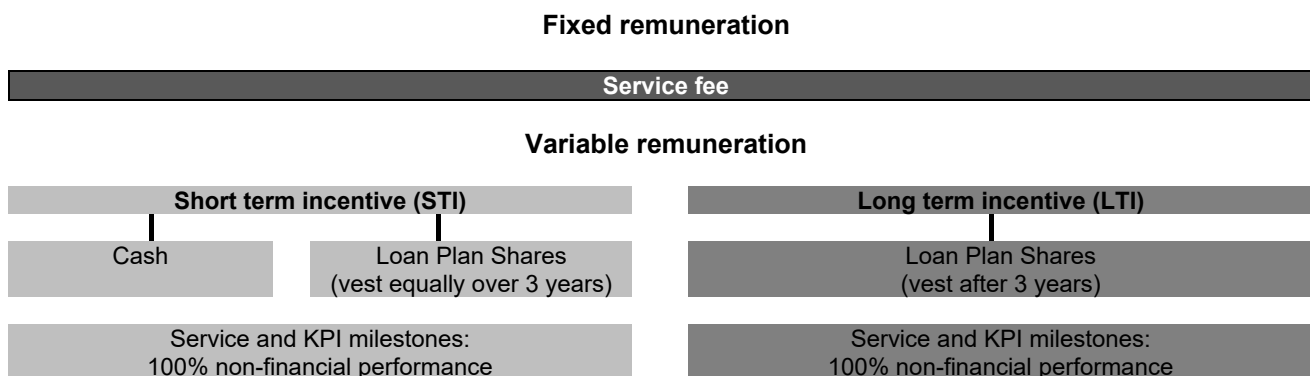 Fixed remuneration
Service fee
Variable remuneration
Short term incentive (STI)
Long term incentive (LTI)
Cash
Loan Plan Shares
(vest equally over 3 years)
Loan Plan Shares
(vest after 3 years)
Service and KPI milestones:
100% non-financial performance
Service and KPI milestones:
100% non-financial performance